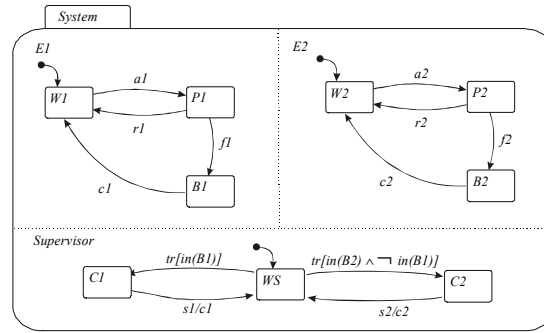 System
E1
W1
a1
P1
r1
f1
c1
B1
E2
W2
a2
P2
r2
f2
c2
B2
Supervisor
C1
tr[in(B1)]
WS
tr[in(B2) ∧ ¬ in(B1)]
C2
s1/c1
s2/c2